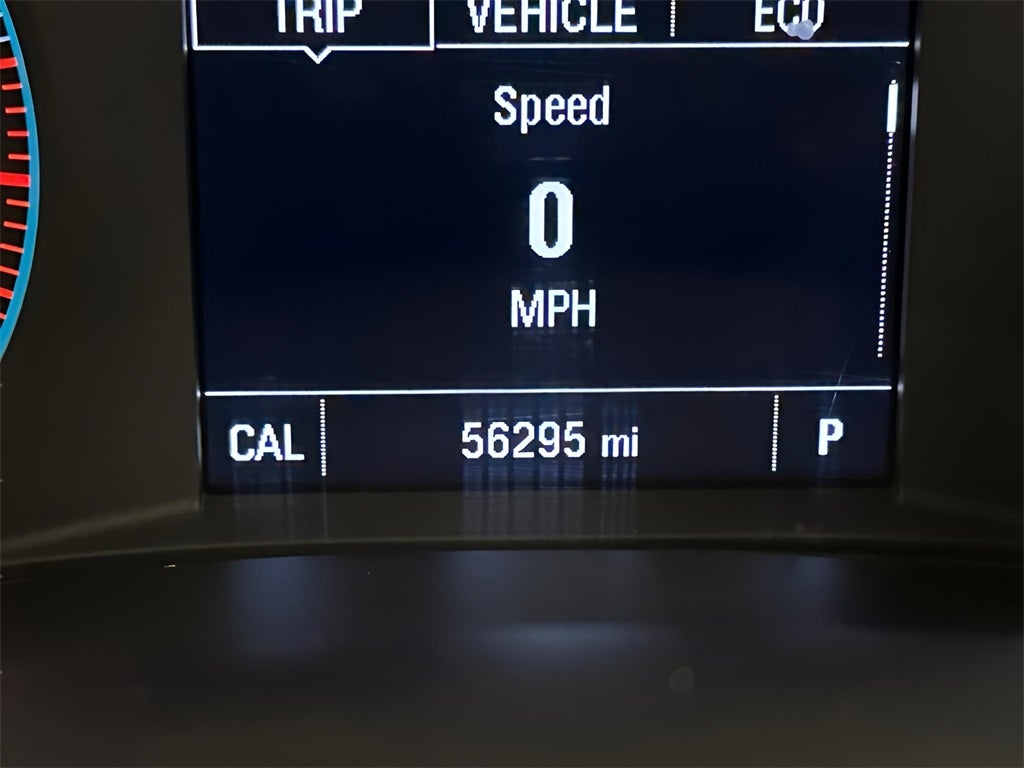 TRIP VEHICLE ECO
Speed
0
MPH
CAL 56295 mi P